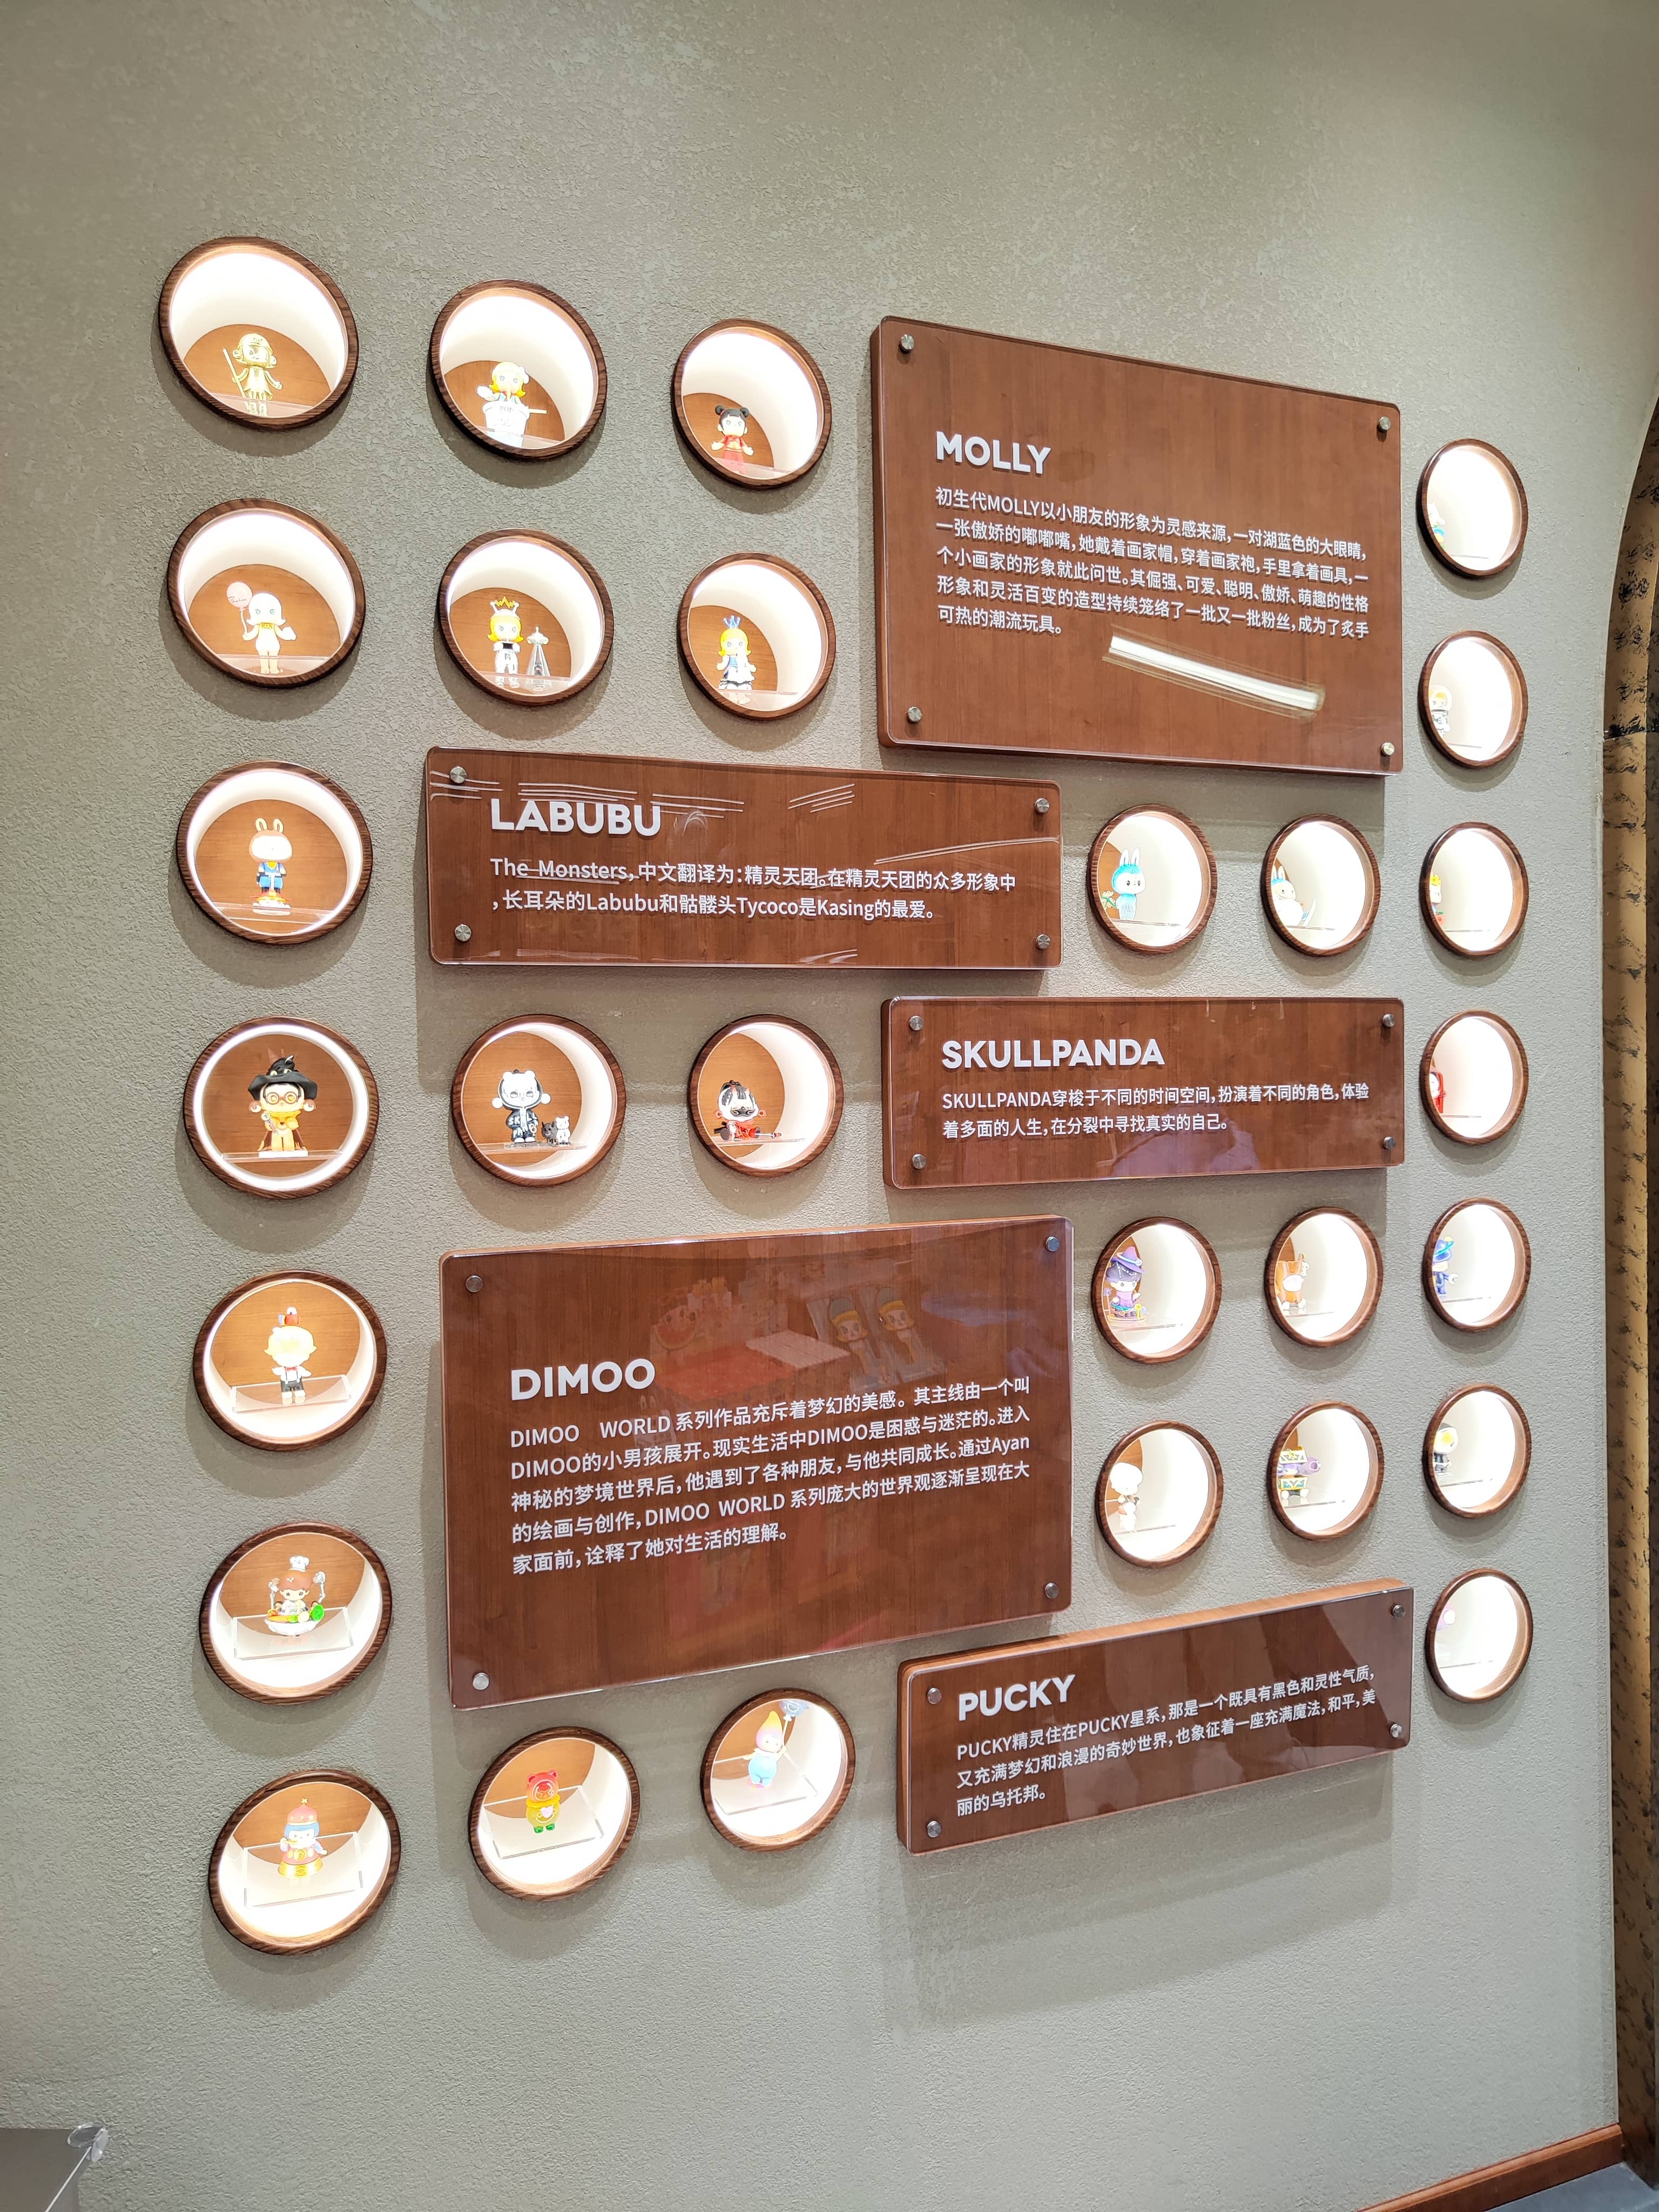 MOLLY
初生代MOLLY以小朋友的形象为灵感来源,一对湖蓝色的大眼睛,
一张傲娇的嘟嘟嘴,她戴着画家帽,穿着画家袍,手里拿着画具,一
个小画家的形象就此问世。其倔强、可爱、聪明、傲娇、萌趣的性格
形象和灵活百变的造型持续笼络了一批又一批粉丝,成为了炙手
可热的潮流玩具。
LABUBU
The Monsters,中文翻译为:精灵天团。在精灵天团的众多形象中
,长耳朵的Labubu和骷髅头Tycoco是Kasing的最爱。
SKULLPANDA
SKULLPANDA穿梭于不同的时间空间,扮演着不同的角色,体验
着多面的人生,在分裂中寻找真实的自己。
DIMOO
DIMOO WORLD 系列作品充斥着梦幻的美感。其主线由一个叫
DIMOO的小男孩展开。现实生活中DIMOO是困惑与迷茫的。进入
神秘的梦境世界后,他遇到了各种朋友,与他共同成长。通过Ayan
的绘画与创作,DIMOO WORLD 系列庞大的世界观逐渐呈现在大
家面前,诠释了她对生活的理解。
PUCKY
PUCKY精灵住在PUCKY星系,那是一个既具有黑色和灵性气质,
又充满梦幻和浪漫的奇妙世界,也象征着一座充满魔法,和平,美
丽的乌托邦。